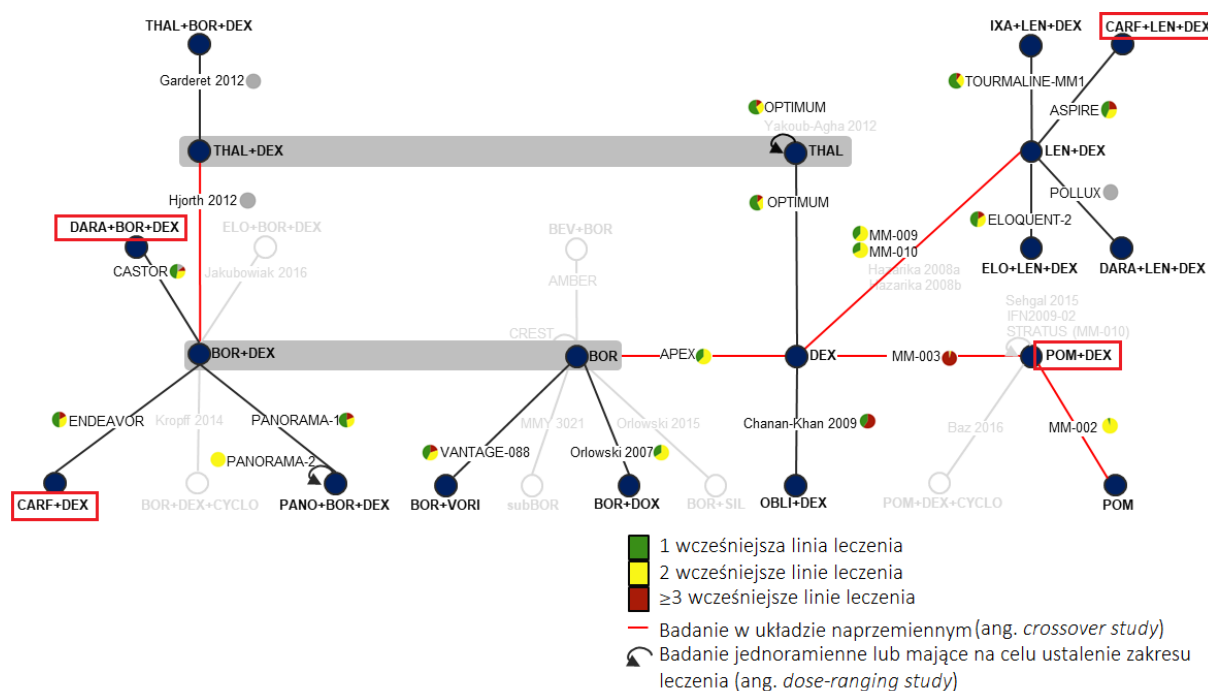 THAL+BOR+DEX
IXA+LEN+DEX
CARF+LEN+DEX
Garderet 2012
TOURMALINE-MM1
OPTIMUM
ASPIRE
Yakoub-Agha 2012
THAL+DEX
THAL
LEN+DEX
Hjorth 2012
POLLUX
OPTIMUM
DARA+BOR+DEX
ELO+BOR+DEX
BEV+BOR
ELOQUENT-2
MM-009
MM-010
CASTOR
Jakubowiak 2016
Hazarika 2008a
Hazarika 2008b
ELO+LEN+DEX
DARA+LEN+DEX
AMBER
Sehgal 2015
IFN2009-02
STRATUS (MM-010)
CREST
BOR+DEX
BOR
APEX
DEX
MM-003
POM+DEX
ENDEAVOR
Kropff 2014
PANORAMA-1
MMY 3021
Orlowski 2015
Chanan-Khan 2009
Baz 2016
MM-002
PANORAMA-2
VANTAGE-088
Orlowski 2007
CARF+DEX
BOR+DEX+CYCLO
PANO+BOR+DEX
BOR+VORI
subBOR
BOR+DOX
BOR+SIL
OBLI+DEX
POM+DEX+CYCLO
POM
1 wcześniejsza linia leczenia
2 wcześniejsze linie leczenia
≥3 wcześniejsze linie leczenia
Badanie w układzie naprzemiennym (ang. crossover study)
Badanie jednoramienne lub mające na celu ustalenie zakresu
leczenia (ang. dose-ranging study)